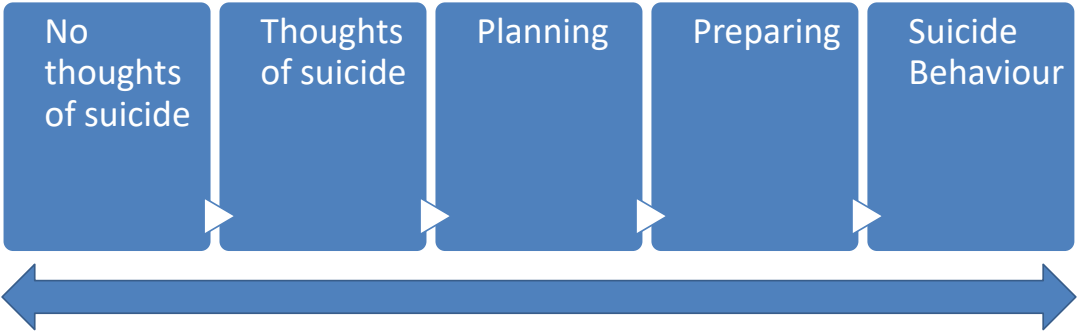 No
thoughts
of suicide
Thoughts
of suicide
Planning
Preparing
Suicide
Behaviour